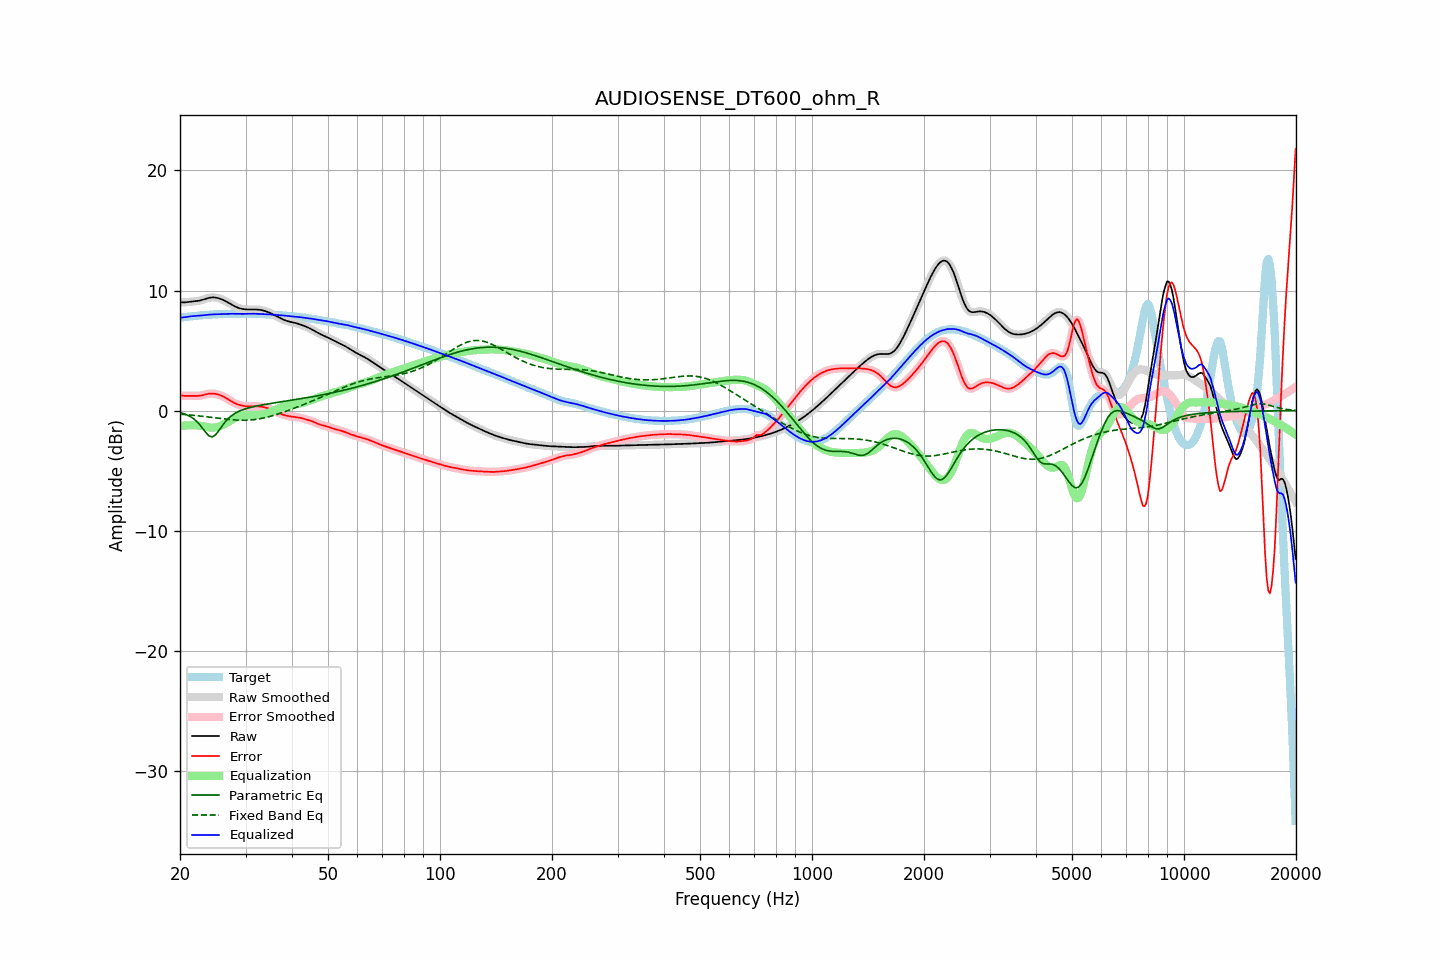 AUDIOSENSE_DT600_ohm_R
20
10
0
−10
−20
−30
Amplitude (dBr)
Target
Raw Smoothed
Error Smoothed
Raw
Error
Equalization
Parametric Eq
Fixed Band Eq
Equalized
20 50 100 200 500 1000 2000 5000 10000 20000
Frequency (Hz)